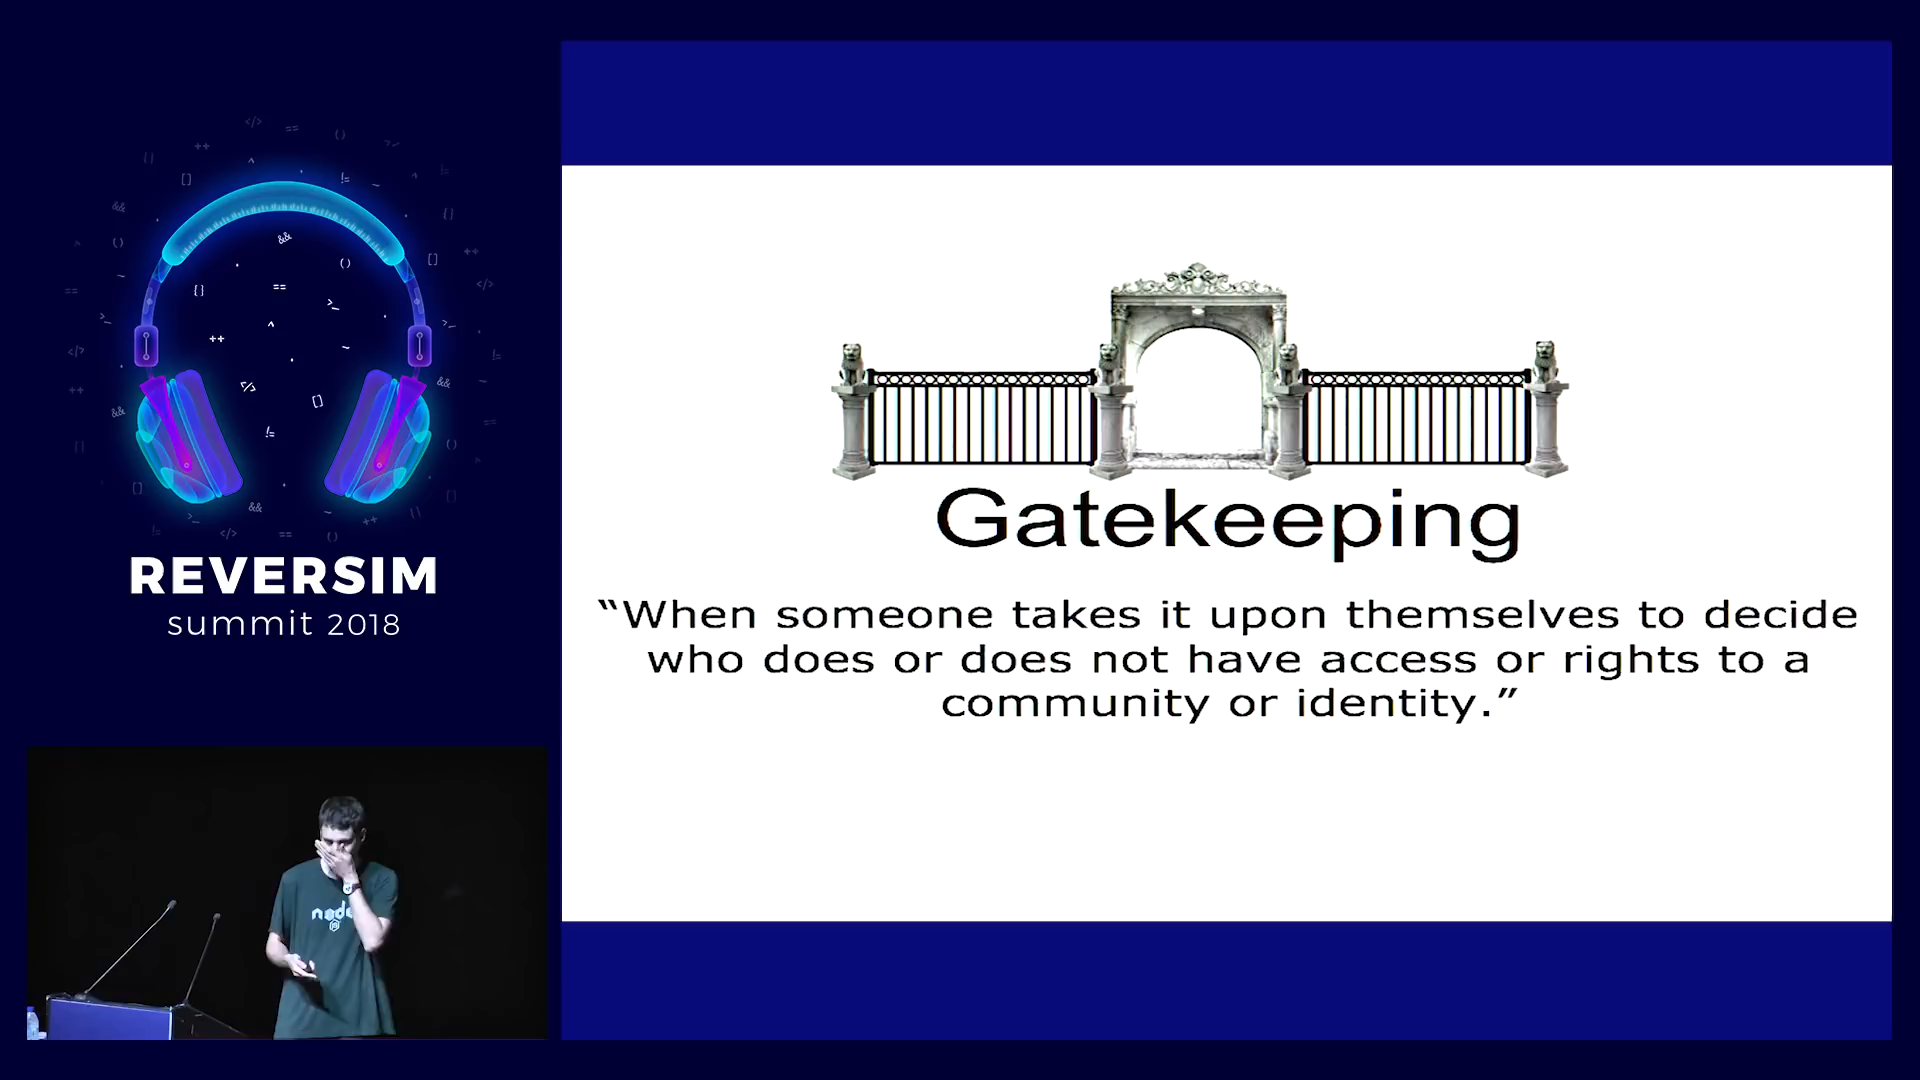 REVERSIM
summit 2018
Gatekeeping
“When someone takes it upon themselves to decide
who does or does not have access or rights to a
community or identity.”
node